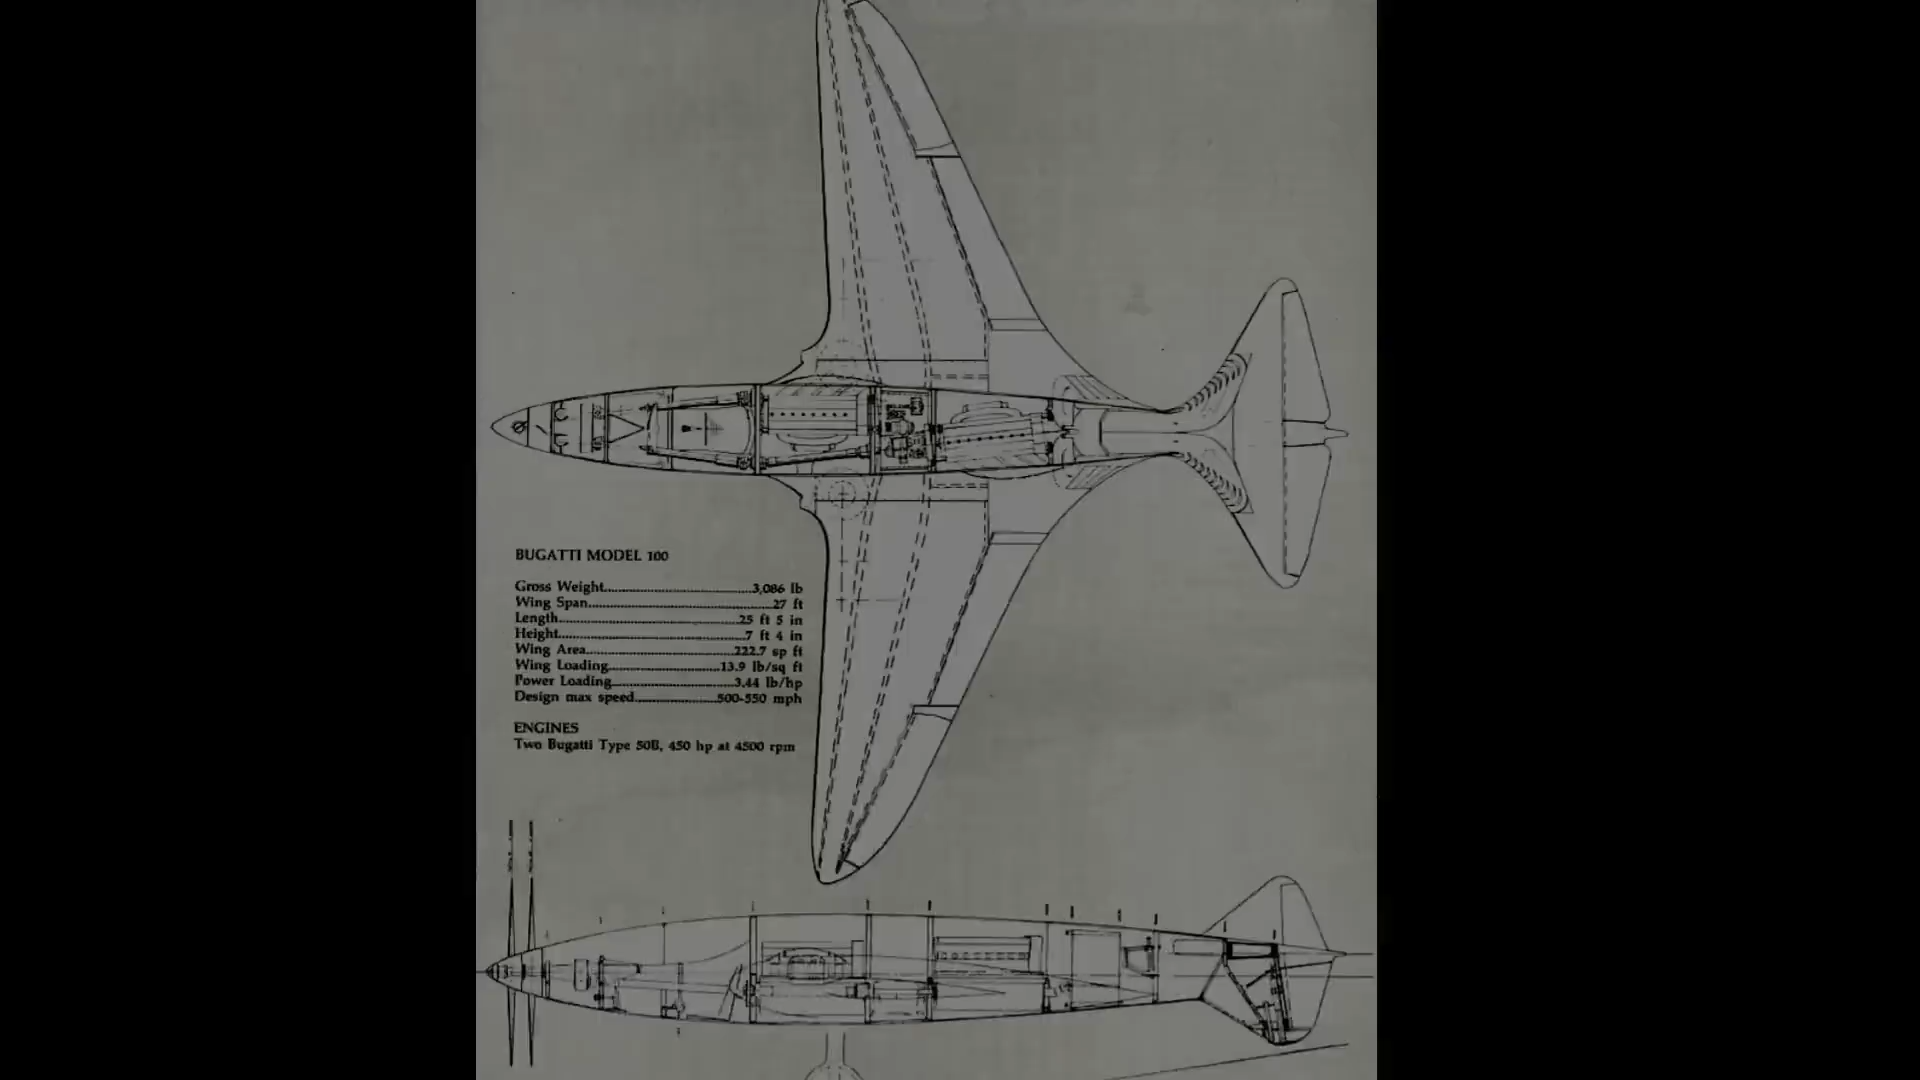 BUGATTI MODEL 100
Gross Weight....................................3,086 lb
Wing Span.............................................27 ft
Length............................................25 ft 5 in
Height..............................................7 ft 4 in
Wing Area....................................222.7 sp ft
Wing Loading...........................13.9 lb/sq ft
Power Loading..............................3.44 lb/hp
Design max speed....................500-550 mph
ENGINES
Two Bugatti Type 50B, 450 hp at 4500 rpm